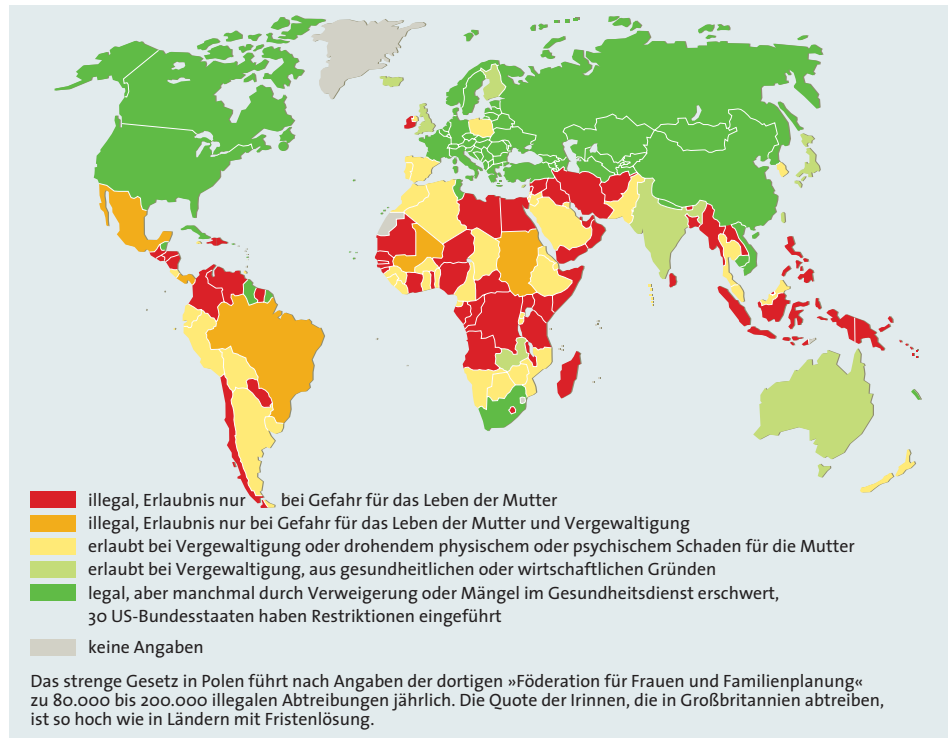 illegal, Erlaubnis nur bei Gefahr für das Leben der Mutter
illegal, Erlaubnis nur bei Gefahr für das Leben der Mutter und Vergewaltigung
erlaubt bei Vergewaltigung oder drohendem physischem oder psychischem Schaden für die Mutter
erlaubt bei Vergewaltigung, aus gesundheitlichen oder wirtschaftlichen Gründen
legal, aber manchmal durch Verweigerung oder Mängel im Gesundheitsdienst erschwert,
30 US-Bundesstaaten haben Restriktionen eingeführt
keine Angaben
Das strenge Gesetz in Polen führt nach Angaben der dortigen »Föderation für Frauen und Familienplanung«
zu 80.000 bis 200.000 illegalen Abtreibungen jährlich. Die Quote der Irinnen, die in Großbritannien abtreiben,
ist so hoch wie in Ländern mit Fristenlösung.